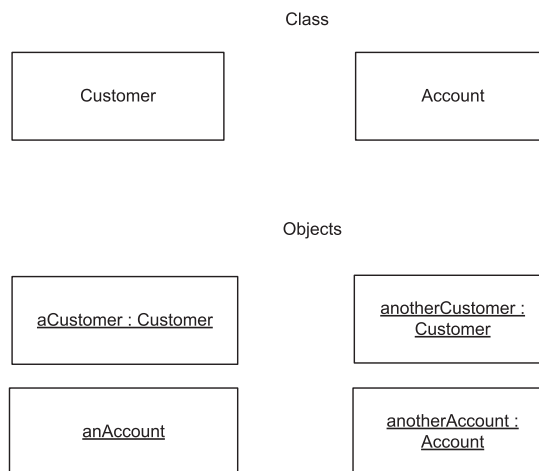 Class
Customer
Account
Objects
aCustomer : Customer
anotherCustomer :
Customer
anAccount
anotherAccount :
Account